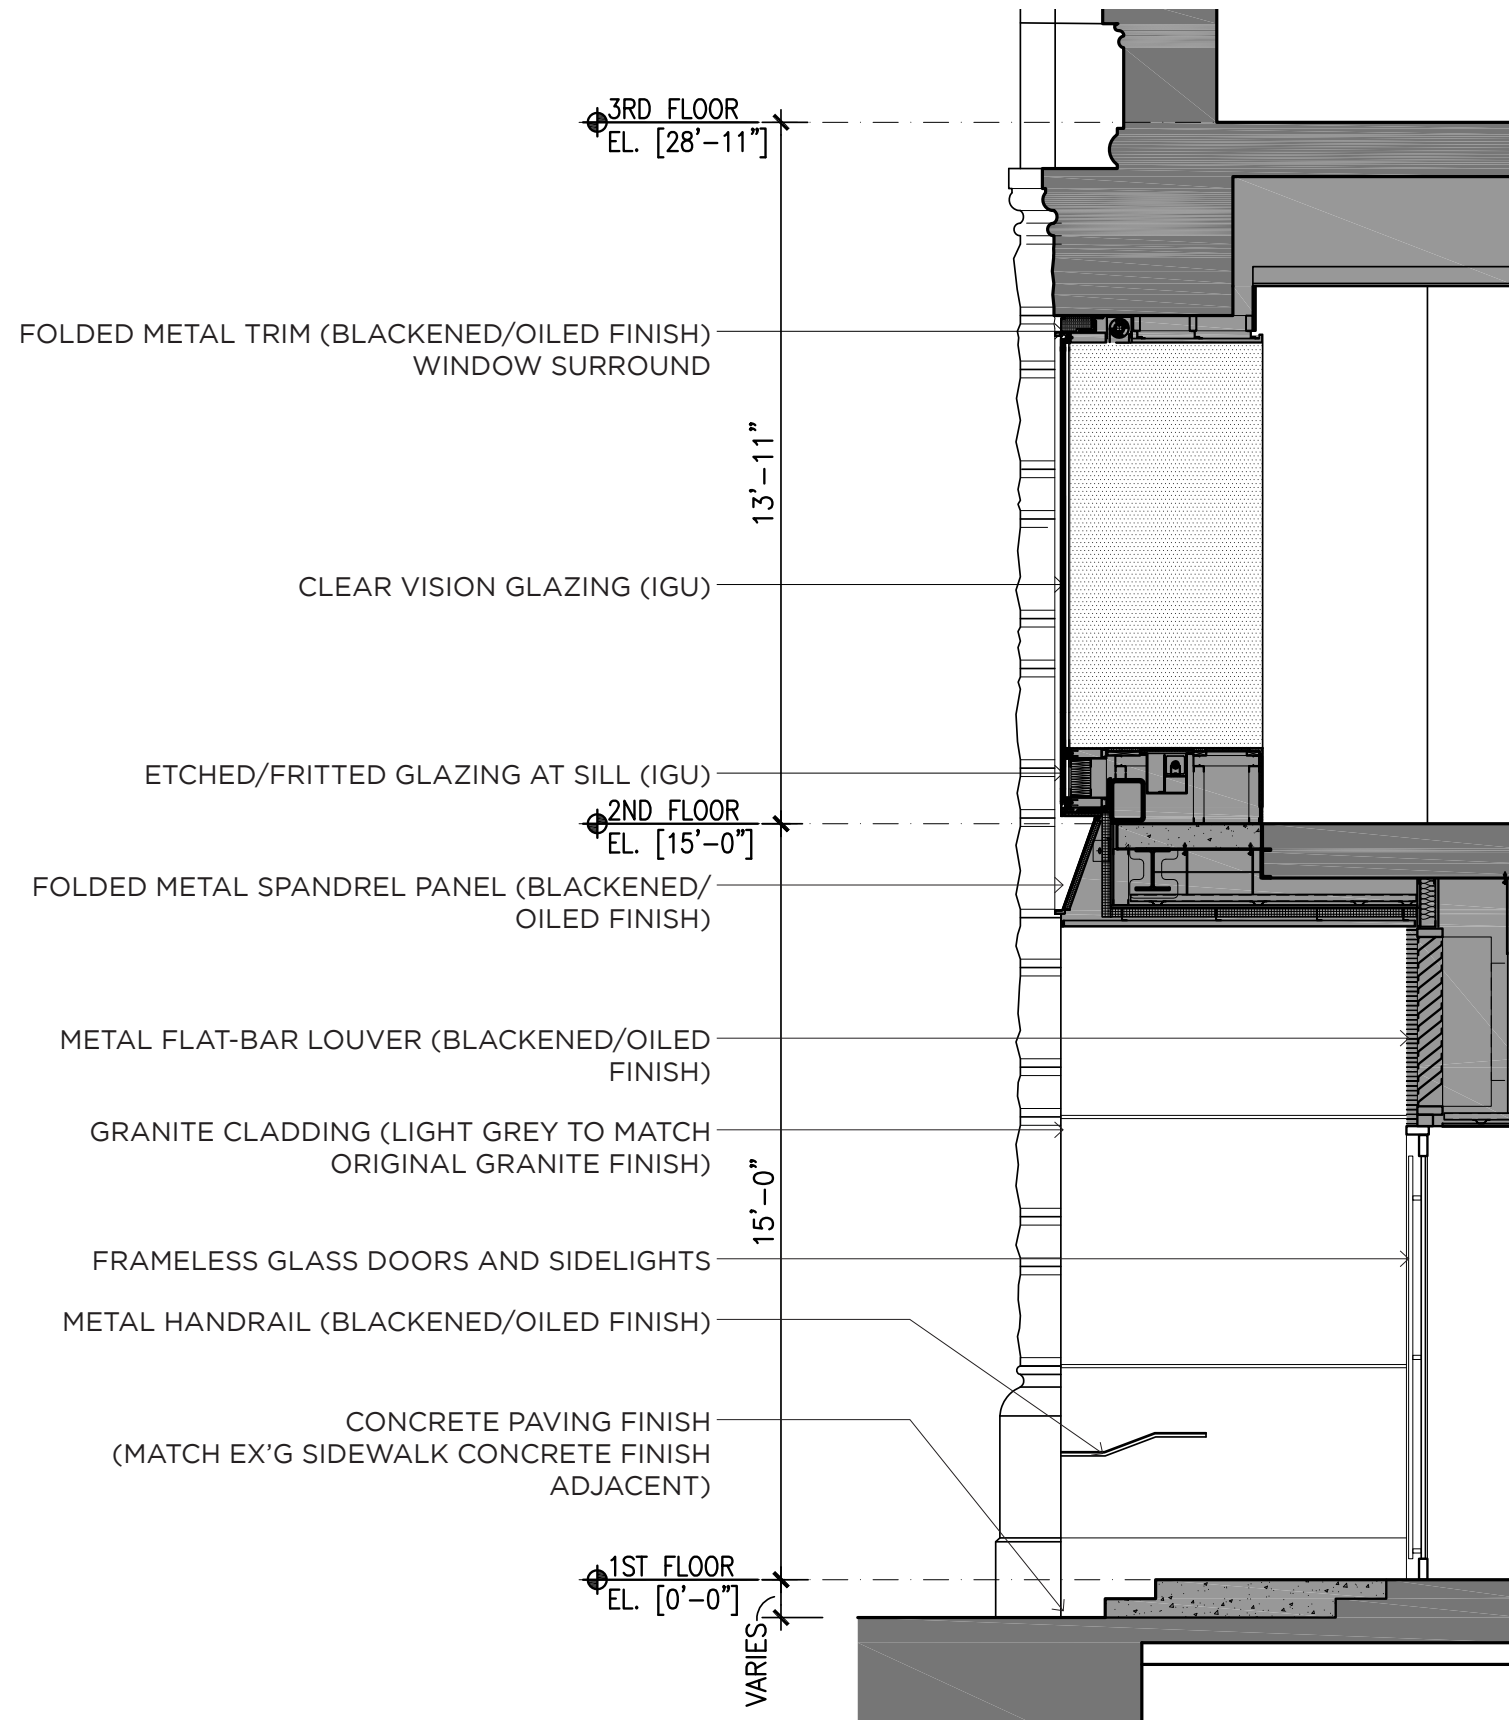 3RD FLOOR
EL. [28'-11"]
FOLDED METAL TRIM (BLACKENED/OILED FINISH)
WINDOW SURROUND
13'-11"
CLEAR VISION GLAZING (IGU)
ETCHED/FRITTED GLAZING AT SILL (IGU)
2ND FLOOR
EL. [15'-0"]
FOLDED METAL SPANDREL PANEL (BLACKENED/
OILED FINISH)
METAL FLAT-BAR LOUVER (BLACKENED/OILED
FINISH)
GRANITE CLADDING (LIGHT GREY TO MATCH
ORIGINAL GRANITE FINISH)
15'-0"
FRAMELESS GLASS DOORS AND SIDELIGHTS
METAL HANDRAIL (BLACKENED/OILED FINISH)
CONCRETE PAVING FINISH
(MATCH EX'G SIDEWALK CONCRETE FINISH
ADJACENT)
1ST FLOOR
EL. [0'-0"]
VARIES